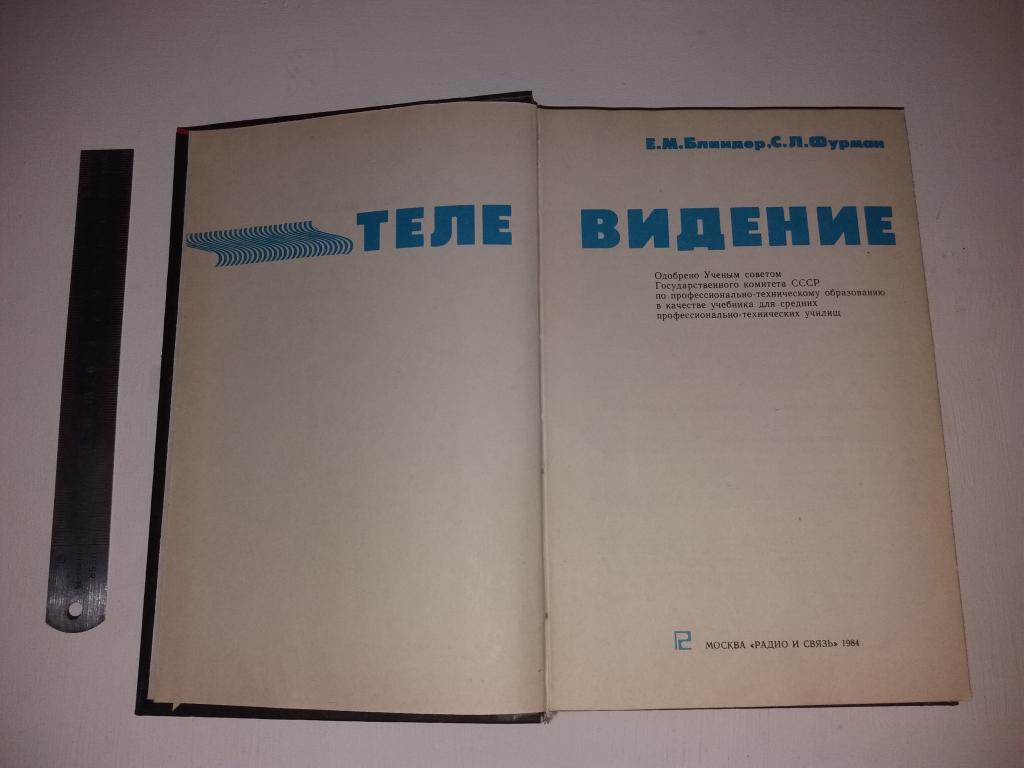 Е.М.Блиндер, С.Л.Фурман
ТЕЛЕ ВИДЕНИЕ
Одобрено Ученым советом
Государственного комитета СССР
по профессионально-техническому образованию
в качестве учебника для средних
профессионально-технических училищ
МОСКВА «РАДИО И СВЯЗЬ» 1984